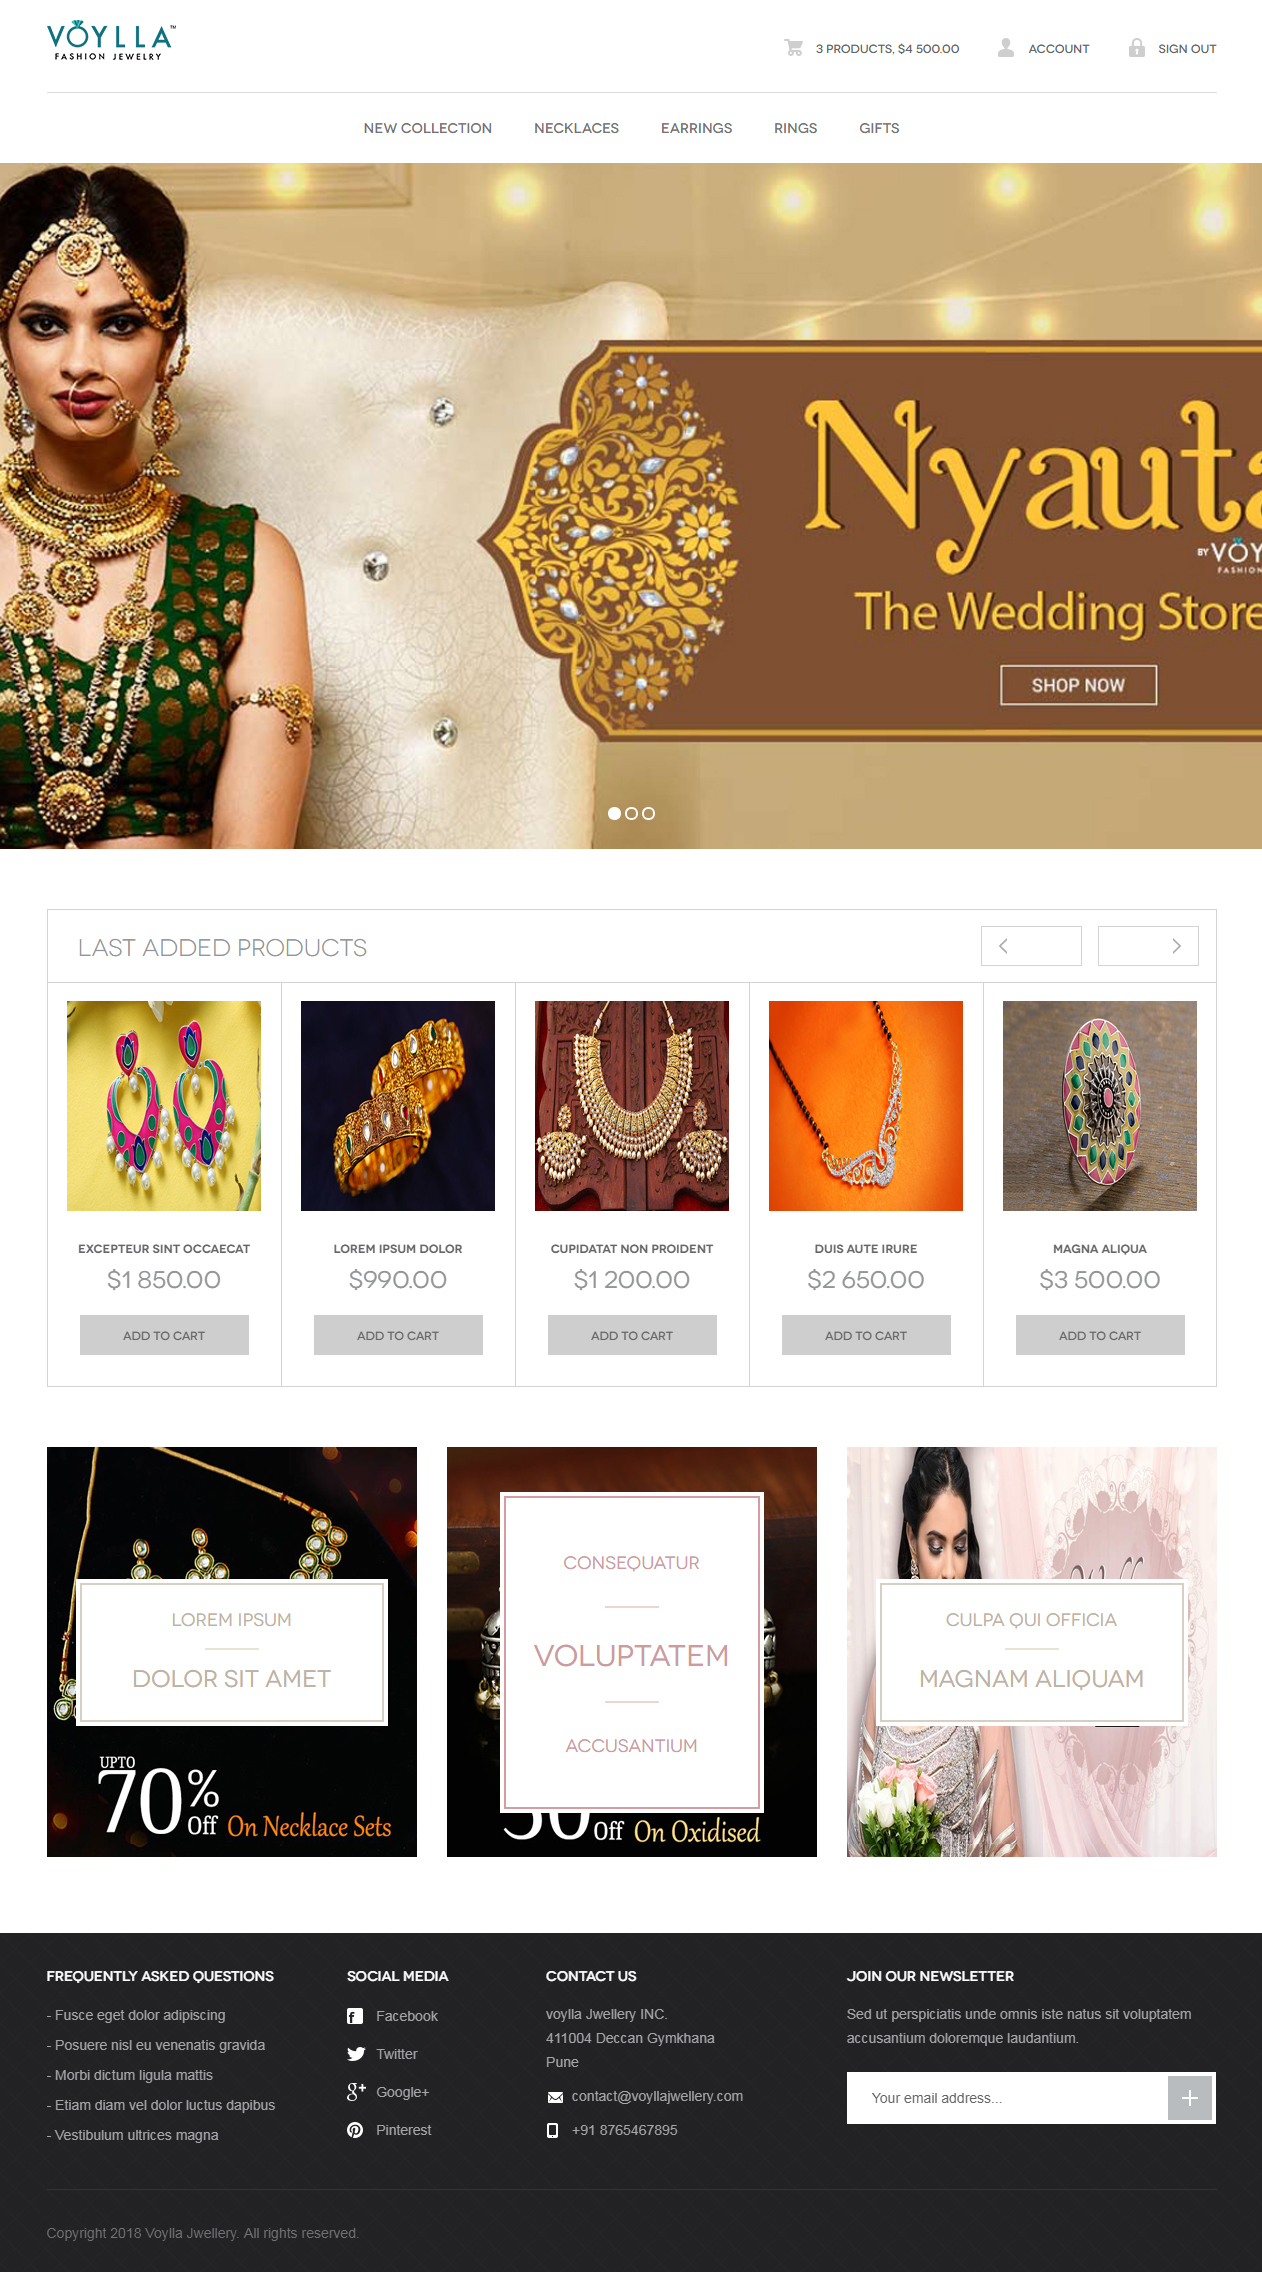 VOYLLA™
FASHION JEWELRY
3 PRODUCTS, $4 500.00
ACCOUNT
SIGN OUT
NEW COLLECTION
NECKLACES
EARRINGS
RINGS
GIFTS
Nyauta
BY VOY
FASHION
The Wedding Store
SHOP NOW
LAST ADDED PRODUCTS
EXCEPTEUR SINT OCCAECAT
$1 850.00
ADD TO CART
LOREM IPSUM DOLOR
$990.00
ADD TO CART
CUPIDATAT NON PROIDENT
$1 200.00
ADD TO CART
DUIS AUTE IRURE
$2 650.00
ADD TO CART
MAGNA ALIQUA
$3 500.00
ADD TO CART
LOREM IPSUM
DOLOR SIT AMET
UPTO
70% Off On Necklace Sets
CONSEQUATUR
VOLUPTATEM
ACCUSANTIUM
50 Off On Oxidised
CULPA QUI OFFICIA
MAGNAM ALIQUAM
FREQUENTLY ASKED QUESTIONS
- Fusce eget dolor adipiscing
- Posuere nisl eu venenatis gravida
- Morbi dictum ligula mattis
- Etiam diam vel dolor luctus dapibus
- Vestibulum ultrices magna
SOCIAL MEDIA
Facebook
Twitter
Google+
Pinterest
CONTACT US
voylla Jwellery INC.
411004 Deccan Gymkhana
Pune
contact@voyllajwellery.com
+91 8765467895
JOIN OUR NEWSLETTER
Sed ut perspiciatis unde omnis iste natus sit voluptatem
accusantium doloremque laudantium.
Your email address...
Copyright 2018 Voylla Jwellery. All rights reserved.